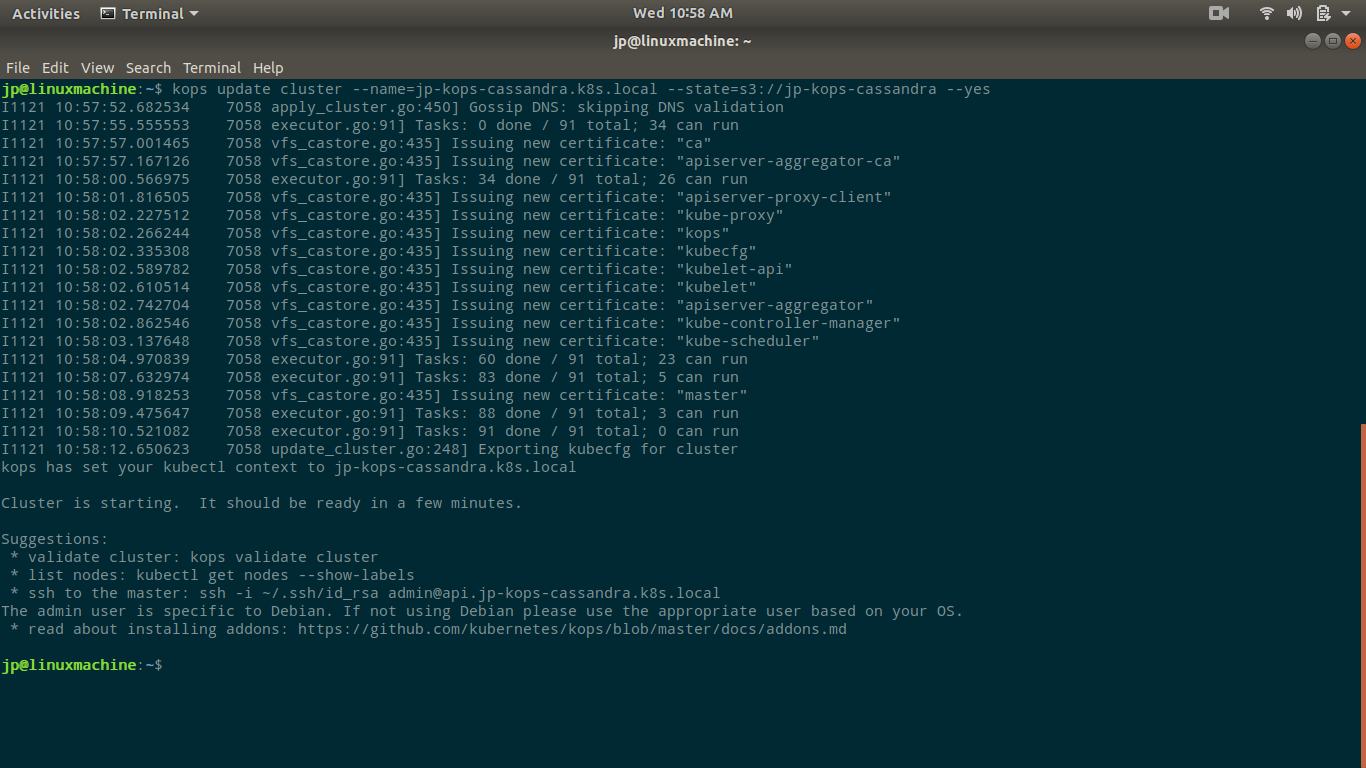 Activities Terminal Wed 10:58 AM
jp@linuxmachine: ~
File Edit View Search Terminal Help
jp@linuxmachine:~$ kops update cluster --name=jp-kops-cassandra.k8s.local --state=s3://jp-kops-cassandra --yes
I1121 10:57:52.682534    7058 apply_cluster.go:450] Gossip DNS: skipping DNS validation
I1121 10:57:55.555553    7058 executor.go:91] Tasks: 0 done / 91 total; 34 can run
I1121 10:57:57.001465    7058 vfs_castore.go:435] Issuing new certificate: "ca"
I1121 10:57:57.167126    7058 vfs_castore.go:435] Issuing new certificate: "apiserver-aggregator-ca"
I1121 10:58:00.566975    7058 executor.go:91] Tasks: 34 done / 91 total; 26 can run
I1121 10:58:01.816505    7058 vfs_castore.go:435] Issuing new certificate: "apiserver-proxy-client"
I1121 10:58:02.227512    7058 vfs_castore.go:435] Issuing new certificate: "kube-proxy"
I1121 10:58:02.266244    7058 vfs_castore.go:435] Issuing new certificate: "kops"
I1121 10:58:02.335308    7058 vfs_castore.go:435] Issuing new certificate: "kubecfg"
I1121 10:58:02.589782    7058 vfs_castore.go:435] Issuing new certificate: "kubelet-api"
I1121 10:58:02.610514    7058 vfs_castore.go:435] Issuing new certificate: "kubelet"
I1121 10:58:02.742704    7058 vfs_castore.go:435] Issuing new certificate: "apiserver-aggregator"
I1121 10:58:02.862546    7058 vfs_castore.go:435] Issuing new certificate: "kube-controller-manager"
I1121 10:58:03.137648    7058 vfs_castore.go:435] Issuing new certificate: "kube-scheduler"
I1121 10:58:04.970839    7058 executor.go:91] Tasks: 60 done / 91 total; 23 can run
I1121 10:58:07.632974    7058 executor.go:91] Tasks: 83 done / 91 total; 5 can run
I1121 10:58:08.918253    7058 vfs_castore.go:435] Issuing new certificate: "master"
I1121 10:58:09.475647    7058 executor.go:91] Tasks: 88 done / 91 total; 3 can run
I1121 10:58:10.521082    7058 executor.go:91] Tasks: 91 done / 91 total; 0 can run
I1121 10:58:12.650623    7058 update_cluster.go:248] Exporting kubecfg for cluster
kops has set your kubectl context to jp-kops-cassandra.k8s.local

Cluster is starting.  It should be ready in a few minutes.

Suggestions:
 * validate cluster: kops validate cluster
 * list nodes: kubectl get nodes --show-labels
 * ssh to the master: ssh -i ~/.ssh/id_rsa admin@api.jp-kops-cassandra.k8s.local
The admin user is specific to Debian. If not using Debian please use the appropriate user based on your OS.
 * read about installing addons: https://github.com/kubernetes/kops/blob/master/docs/addons.md

jp@linuxmachine:~$